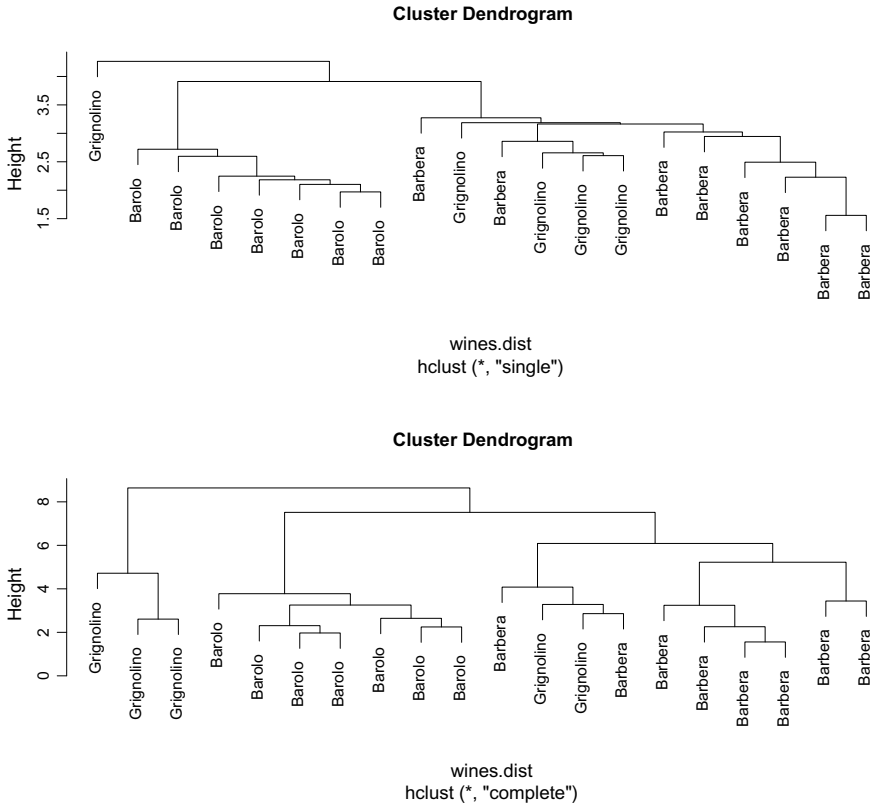 Cluster Dendrogram
Height
1.5
2.5
3.5
Grignolino
Barolo
Barolo
Barolo
Barolo
Barolo
Barolo
Barolo
Barbera
Grignolino
Barbera
Grignolino
Grignolino
Grignolino
Barbera
Barbera
Barbera
Barbera
Barbera
Barbera
wines.dist
hclust (*, "single")
Cluster Dendrogram
Height
0
2
4
6
8
Grignolino
Grignolino
Grignolino
Barolo
Barolo
Barolo
Barolo
Barolo
Barolo
Barolo
Barbera
Grignolino
Grignolino
Barbera
Barbera
Barbera
Barbera
Barbera
Barbera
Barbera
wines.dist
hclust (*, "complete")